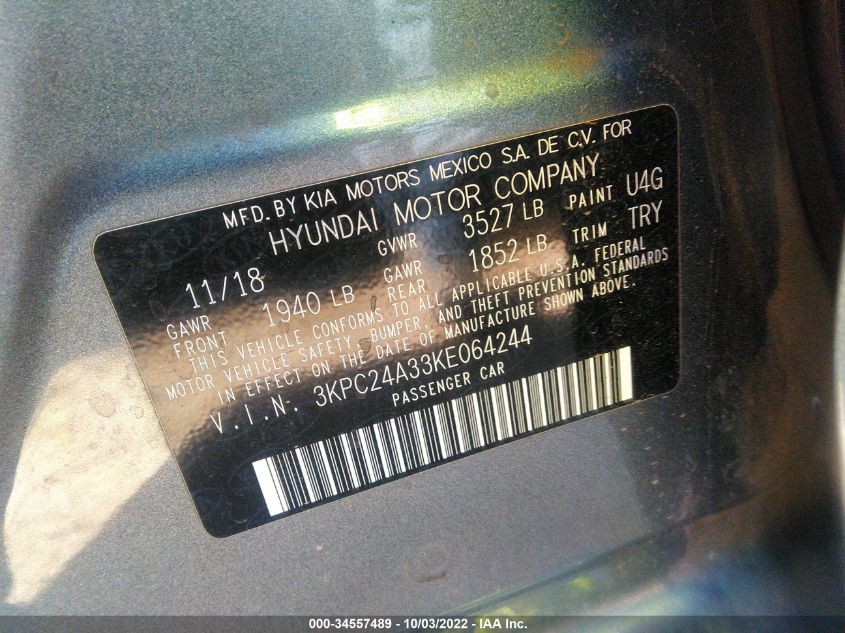 MFD. BY KIA MOTORS MEXICO S.A. DE C.V. FOR
HYUNDAI MOTOR COMPANY
11/18 GVWR 3527 LB PAINT U4G
GAWR FRONT 1940 LB GAWR REAR 1852 LB TRIM TRY
THIS VEHICLE CONFORMS TO ALL APPLICABLE U.S.A. FEDERAL
MOTOR VEHICLE SAFETY, BUMPER, AND THEFT PREVENTION STANDARDS
IN EFFECT ON THE DATE OF MANUFACTURE SHOWN ABOVE.
V.I.N. 3KPC24A33KE064244
PASSENGER CAR
000-34557489 - 10/03/2022 - IAA Inc.